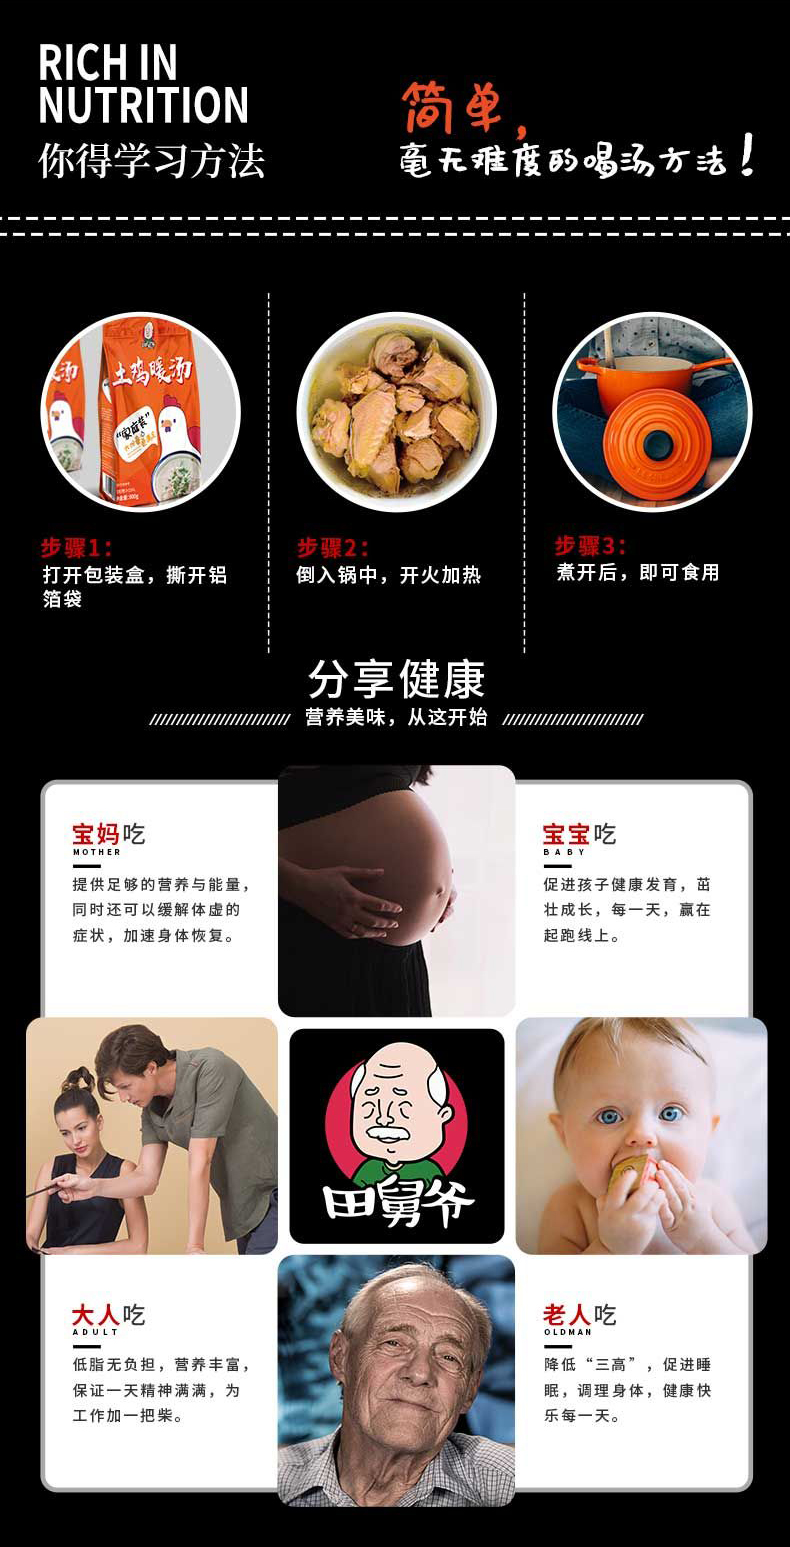 RICH IN
NUTRITION
你得学习方法
简单，
毫无难度的喝汤方法！
土鸡暖汤
"家庭装"
步骤1：
打开包装盒，撕开铝
箔袋
步骤2：
倒入锅中，开火加热
步骤3：
煮开后，即可食用
分享健康
营养美味，从这开始
宝妈吃
MOTHER
提供足够的营养与能量，
同时还可以缓解体虚的
症状，加速身体恢复。
宝宝吃
BABY
促进孩子健康发育，茁
壮成长，每一天，赢在
起跑线上。
田舅爷
大人吃
ADULT
低脂无负担，营养丰富，
保证一天精神满满，为
工作加一把柴。
老人吃
OLDMAN
降低“三高”，促进睡
眠，调理身体，健康快
乐每一天。